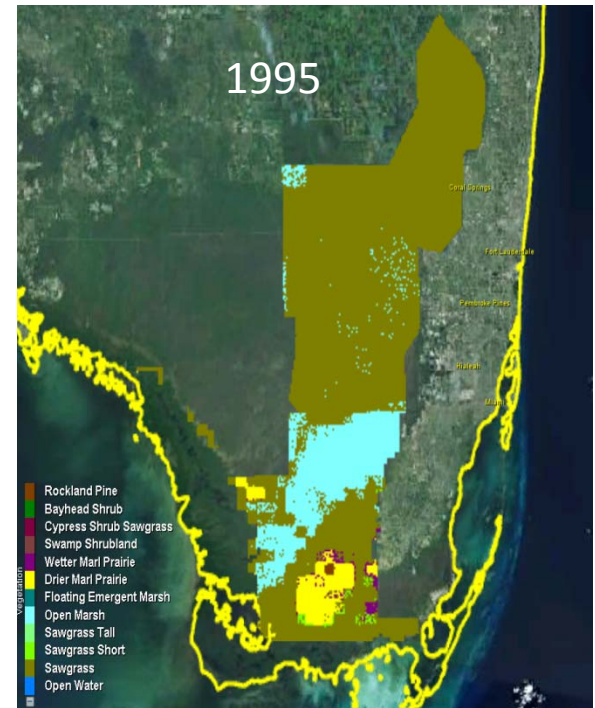 1995
Coral Springs
Fort Lauderdale
Pembroke Pines
Hialeah
Miami
Vegetation
Rockland Pine
Bayhead Shrub
Cypress Shrub Sawgrass
Swamp Shrubland
Wetter Marl Prairie
Drier Marl Prairie
Floating Emergent Marsh
Open Marsh
Sawgrass Tall
Sawgrass Short
Sawgrass
Open Water